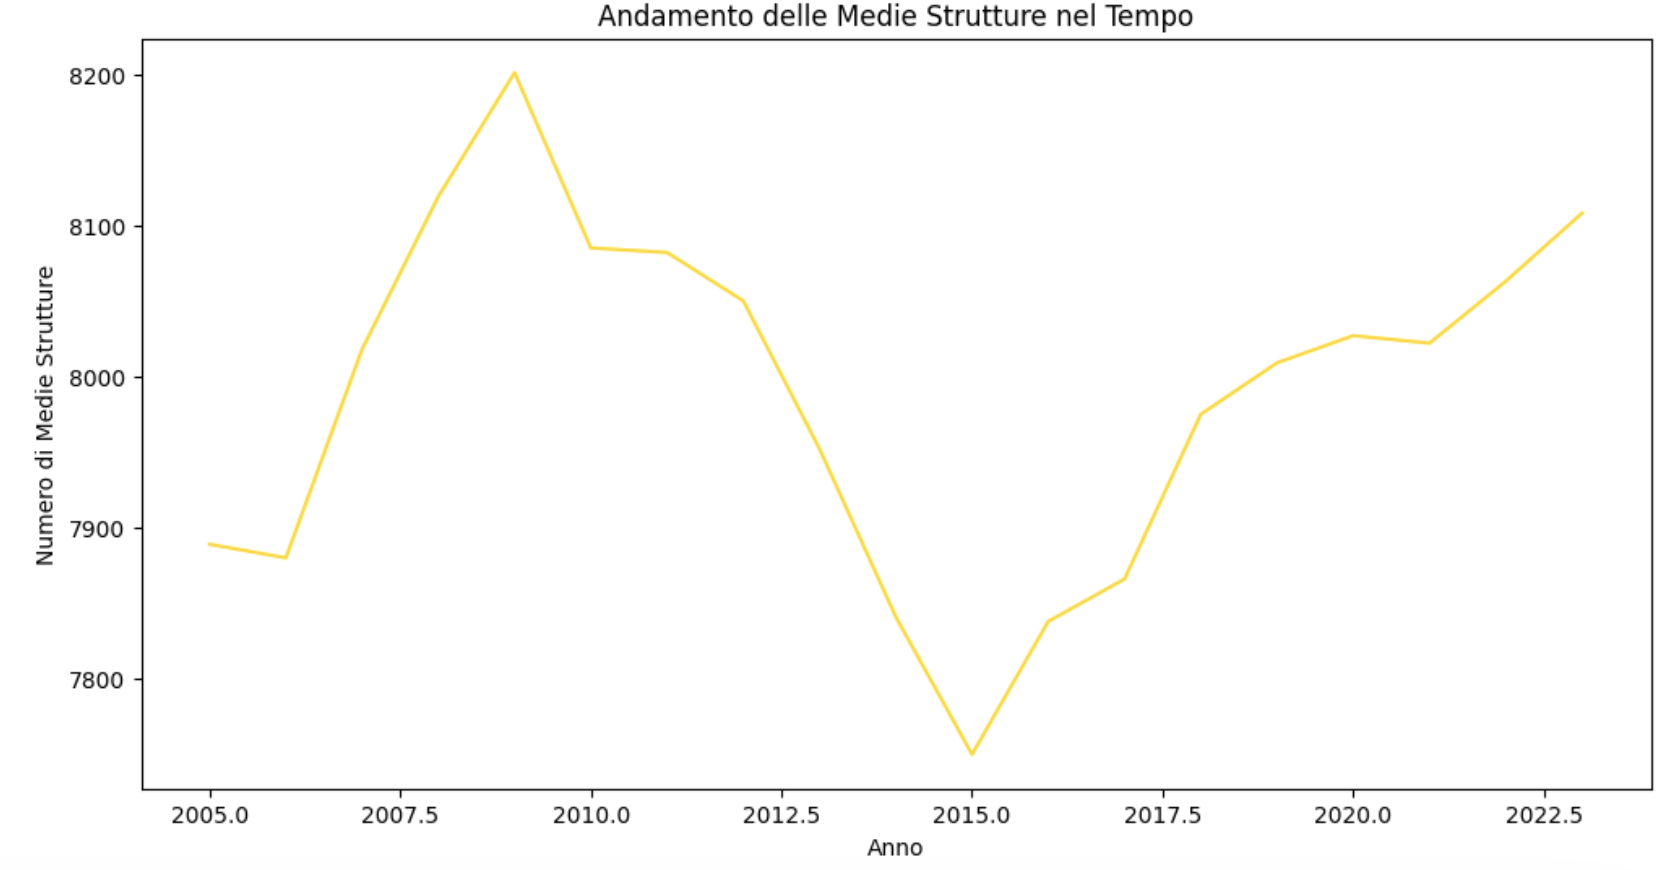 Andamento delle Medie Strutture nel Tempo
Numero di Medie Strutture
8200
8100
8000
7900
7800
2005.0 2007.5 2010.0 2012.5 2015.0 2017.5 2020.0 2022.5
Anno